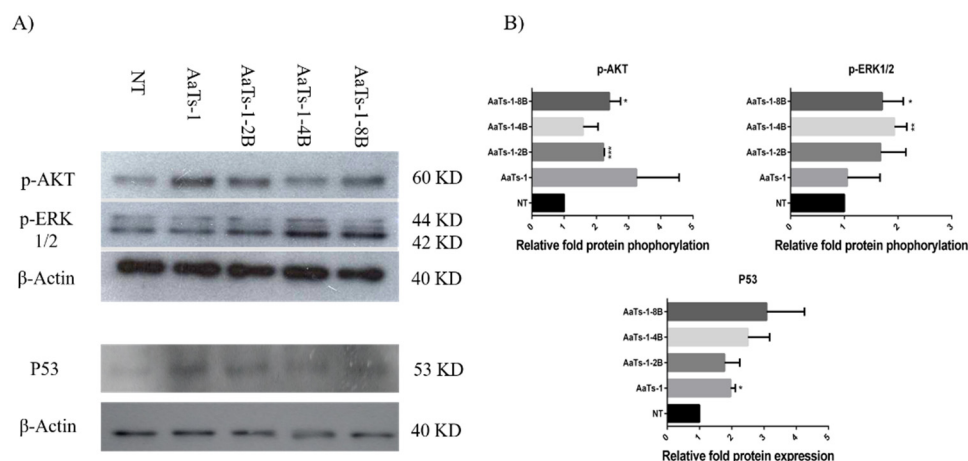 A)
NT
AaTs-1
AaTs-1-2B
AaTs-1-4B
AaTs-1-8B
p-AKT
60 KD
p-ERK
1/2
44 KD
42 KD
β-Actin
40 KD
P53
53 KD
β-Actin
40 KD
B)
p-AKT
AaTs-1-8B
*
AaTs-1-4B
AaTs-1-2B
***
AaTs-1
NT
0 1 2 3 4 5
Relative fold protein phophorylation
p-ERK1/2
AaTs-1-8B
*
AaTs-1-4B
**
AaTs-1-2B
AaTs-1
NT
0 1 2 3
Relative fold protein phophorylation
P53
AaTs-1-8B
AaTs-1-4B
AaTs-1-2B
AaTs-1
*
NT
0 1 2 3 4 5
Relative fold protein expression